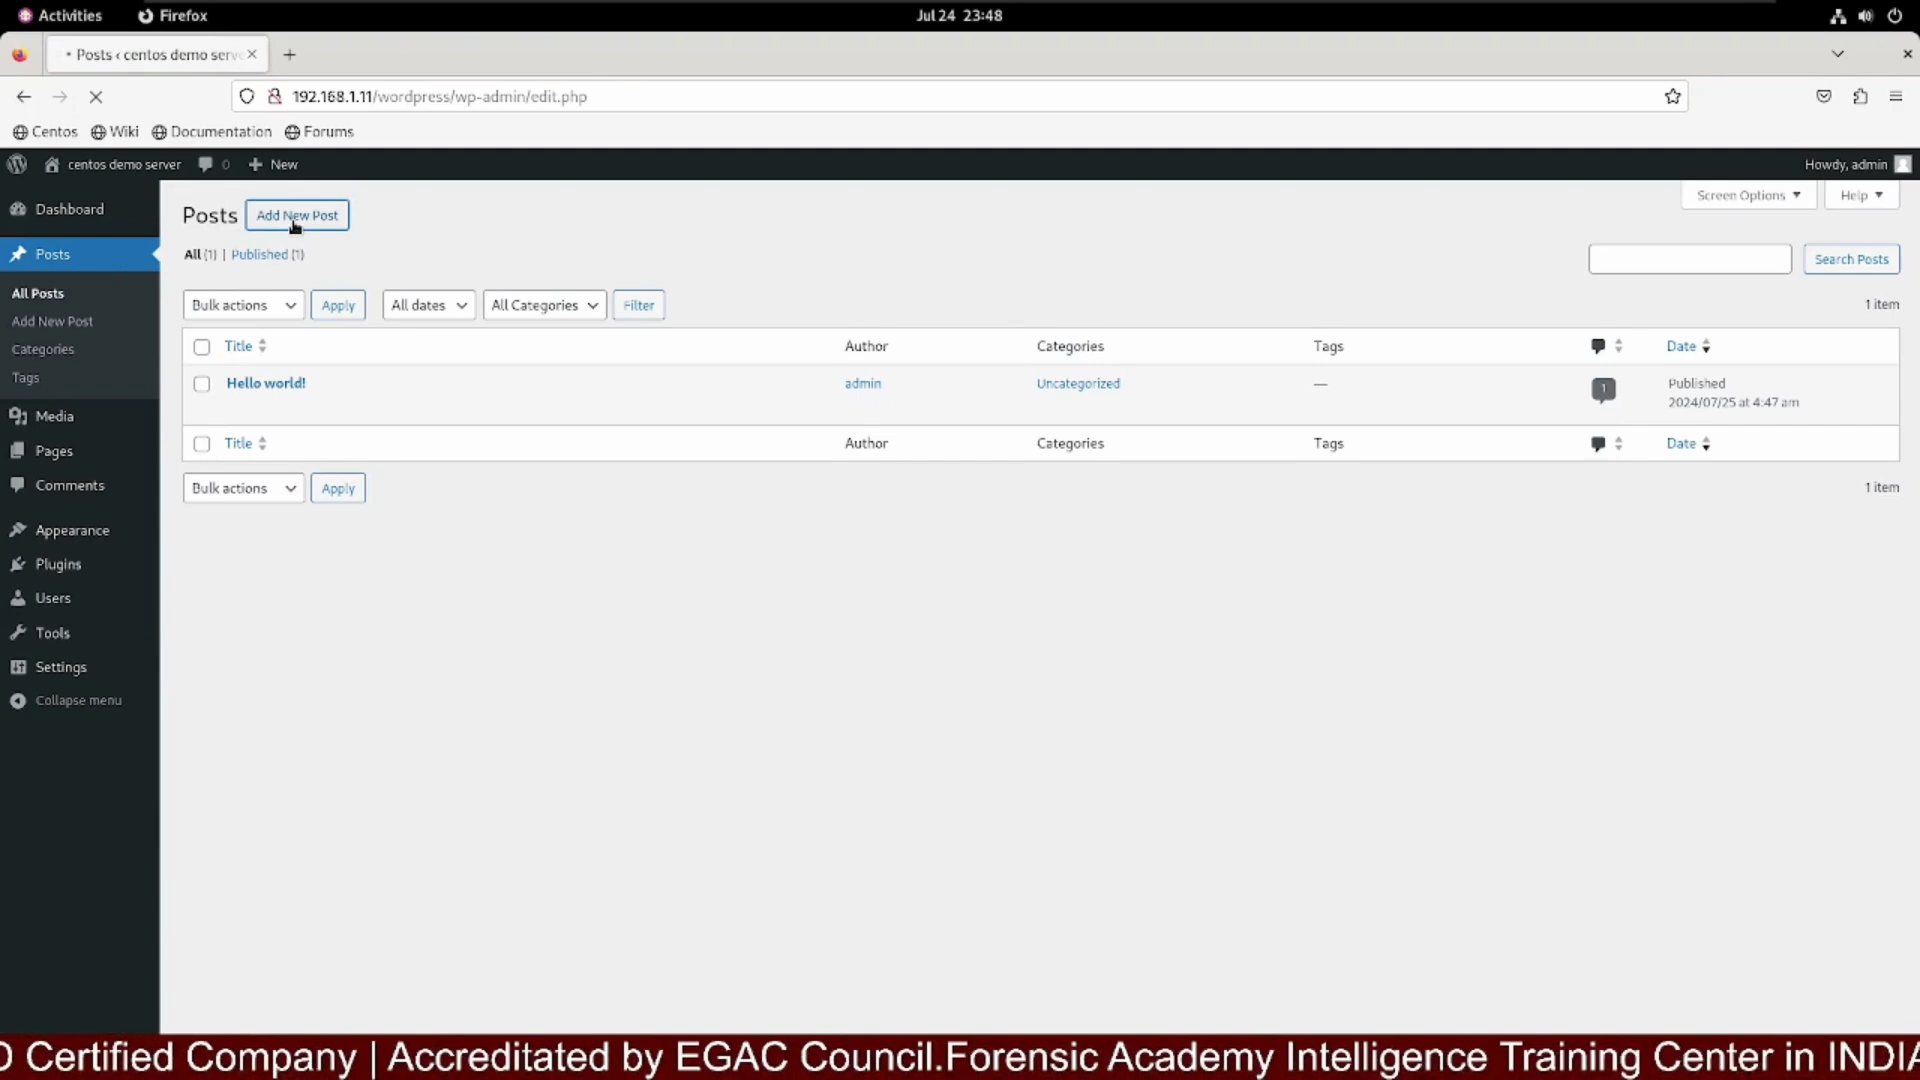 Activities
Firefox
Jul 24 23:48
Posts ‹ centos demo serv
192.168.1.11/wordpress/wp-admin/edit.php
Centos
Wiki
Documentation
Forums
centos demo server
0
New
Howdy, admin
Dashboard
Posts
All Posts
Add New Post
Categories
Tags
Media
Pages
Comments
Appearance
Plugins
Users
Tools
Settings
Collapse menu
Posts
Add New Post
Screen Options
Help
All (1) | Published (1)
Search Posts
Bulk actions
Apply
All dates
All Categories
Filter
1 item
Title
Author
Categories
Tags
Date
Hello world!
admin
Uncategorized
—
1
Published
2024/07/25 at 4:47 am
Title
Author
Categories
Tags
Date
Bulk actions
Apply
1 item
Certified Company | Accreditated by EGAC Council.Forensic Academy Intelligence Training Center in INDIA